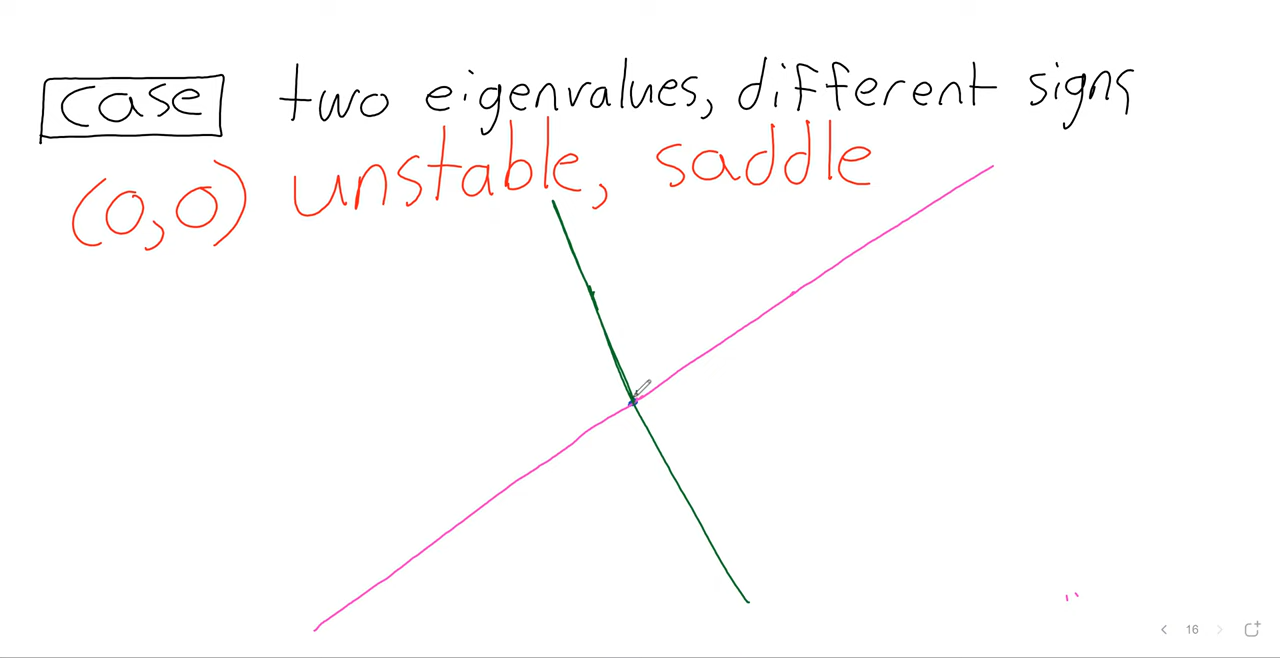 case two eigenvalues, different signs
(0,0) unstable, saddle
16